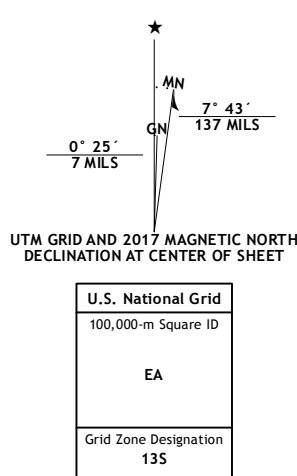 MN
GN
7° 43´
137 MILS
0° 25´
7 MILS
UTM GRID AND 2017 MAGNETIC NORTH
DECLINATION AT CENTER OF SHEET
U.S. National Grid
100,000-m Square ID
EA
Grid Zone Designation
13S